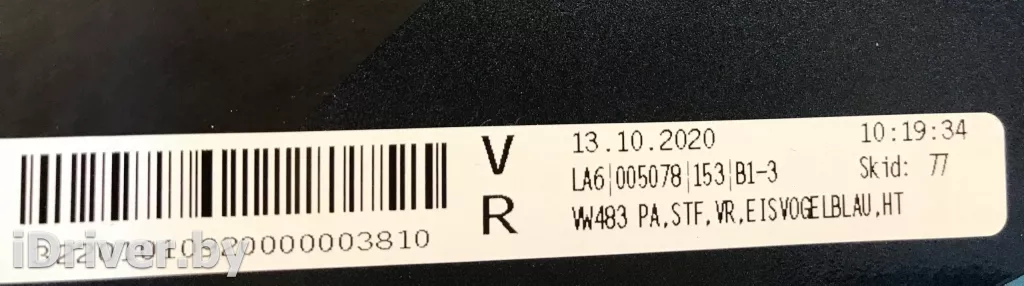 V
R
13.10.2020
10:19:34
LA6|005078|153|B1-3
Skid: 77
VW483 PA,STF,VR,EISVOGELBLAU,HT
iDriver.by